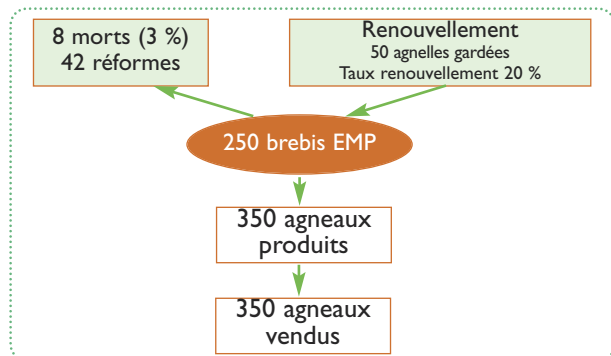 8 morts (3 %)
42 réformes
Renouvellement
50 agnelles gardées
Taux renouvellement 20 %
250 brebis EMP
350 agneaux
produits
350 agneaux
vendus